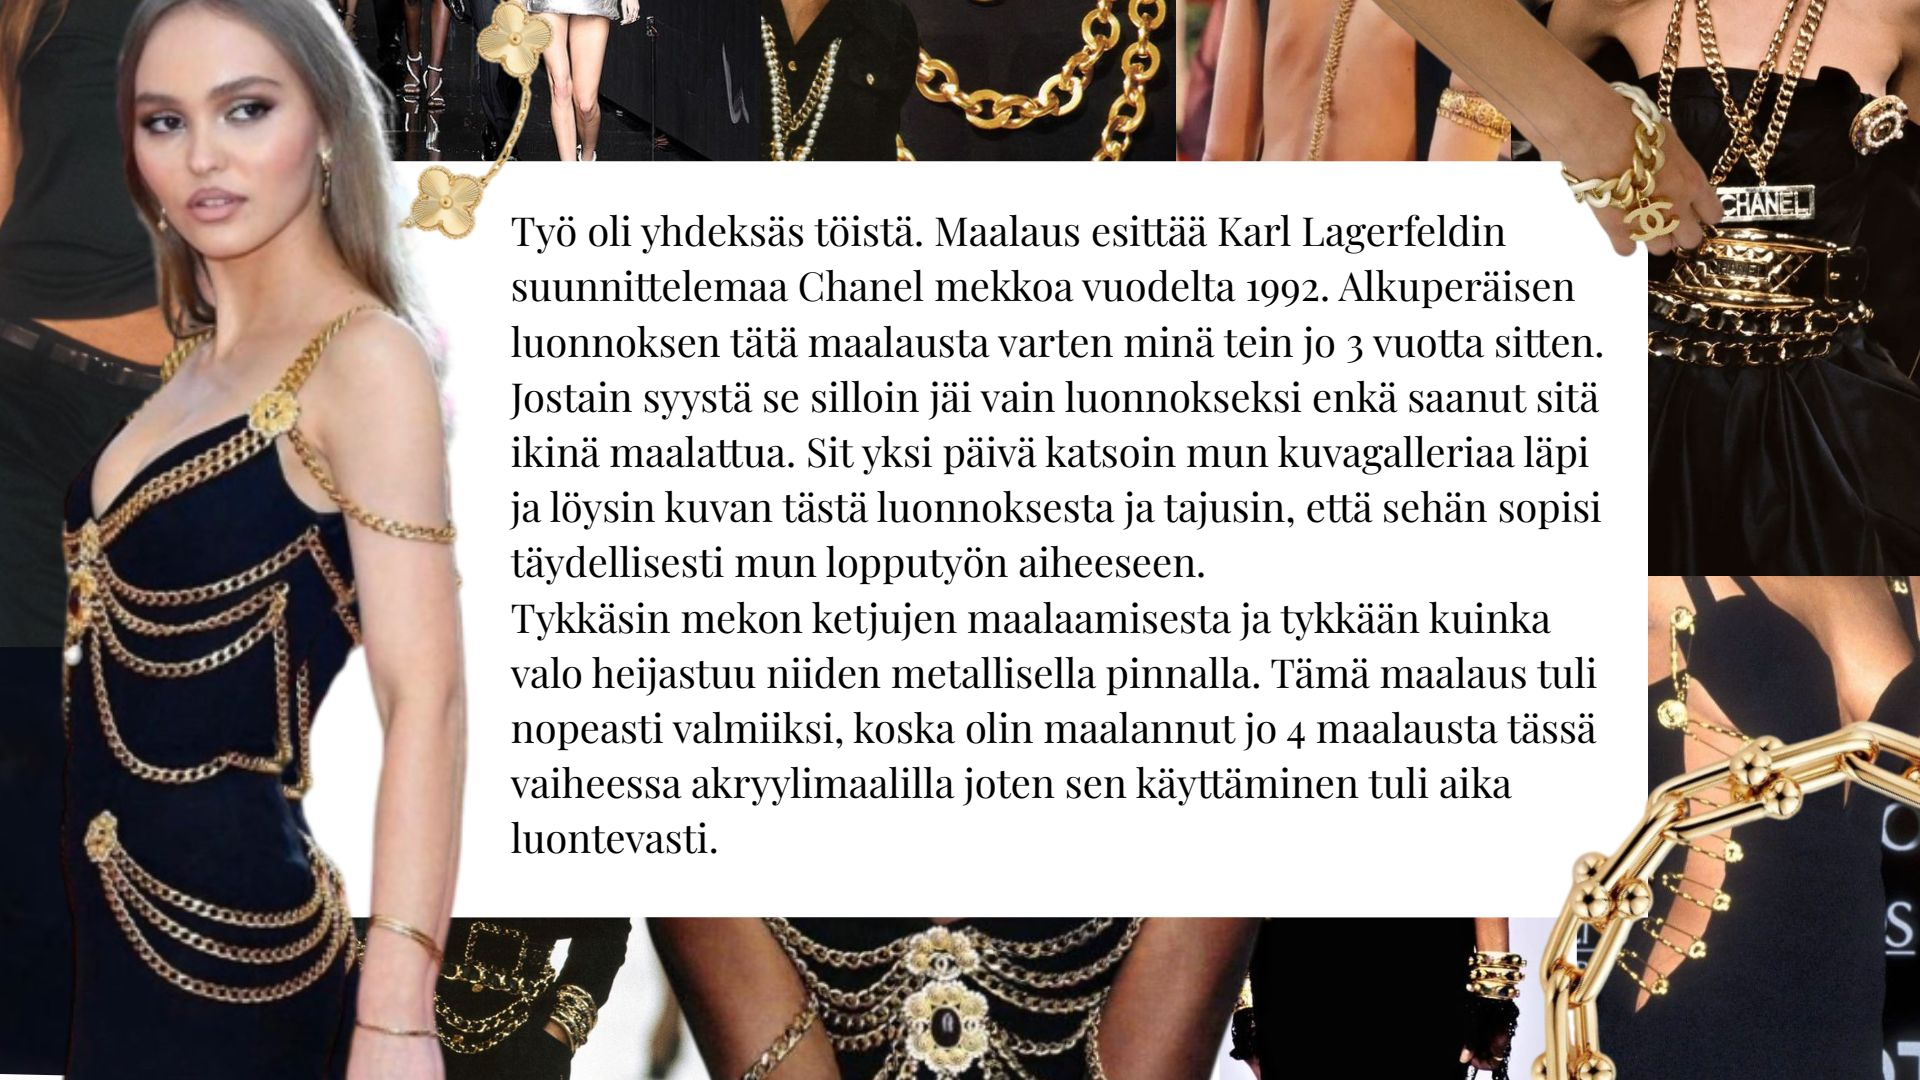 CHANEL
CHANEL
Työ oli yhdeksäs töistä. Maalaus esittää Karl Lagerfeldin
suunnittelemaa Chanel mekkoa vuodelta 1992. Alkuperäisen
luonnoksen tätä maalausta varten minä tein jo 3 vuotta sitten.
Jostain syystä se silloin jäi vain luonnokseksi enkä saanut sitä
ikinä maalattua. Sit yksi päivä katsoin mun kuvagalleriaa läpi
ja löysin kuvan tästä luonnoksesta ja tajusin, että sehän sopisi
täydellisesti mun lopputyön aiheeseen.
Tykkäsin mekon ketjujen maalaamisesta ja tykkään kuinka
valo heijastuu niiden metallisella pinnalla. Tämä maalaus tuli
nopeasti valmiiksi, koska olin maalannut jo 4 maalausta tässä
vaiheessa akryylimaalilla joten sen käyttäminen tuli aika
luontevasti.